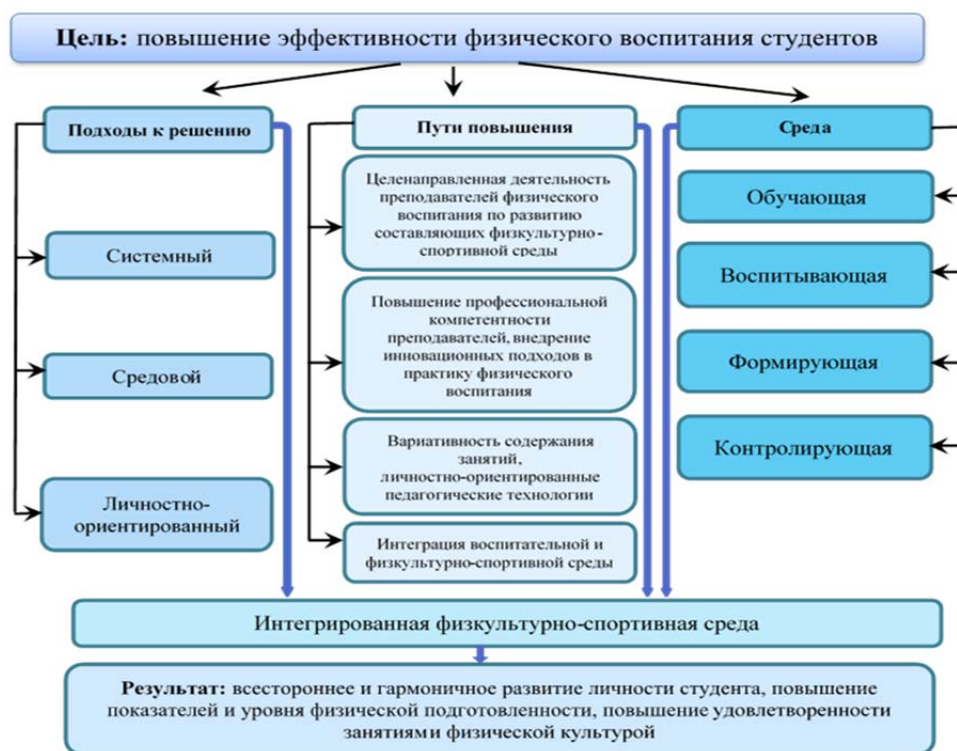 Цель: повышение эффективности физического воспитания студентов
Подходы к решению
Системный
Средовой
Личностно-
ориентированный
Пути повышения
Целенаправленная деятельность
преподавателей физического
воспитания по развитию
составляющих физкультурно-
спортивной среды
Повышение профессиональной
компетентности
преподавателей, внедрение
инновационных подходов в
практику физического
воспитания
Вариативность содержания
занятий,
личностно-ориентированные
педагогические технологии
Интеграция воспитательной и
физкультурно-спортивной среды
Среда
Обучающая
Воспитывающая
Формирующая
Контролирующая
Интегрированная физкультурно-спортивная среда
Результат: всестороннее и гармоничное развитие личности студента, повышение
показателей и уровня физической подготовленности, повышение удовлетворенности
занятиями физической культурой